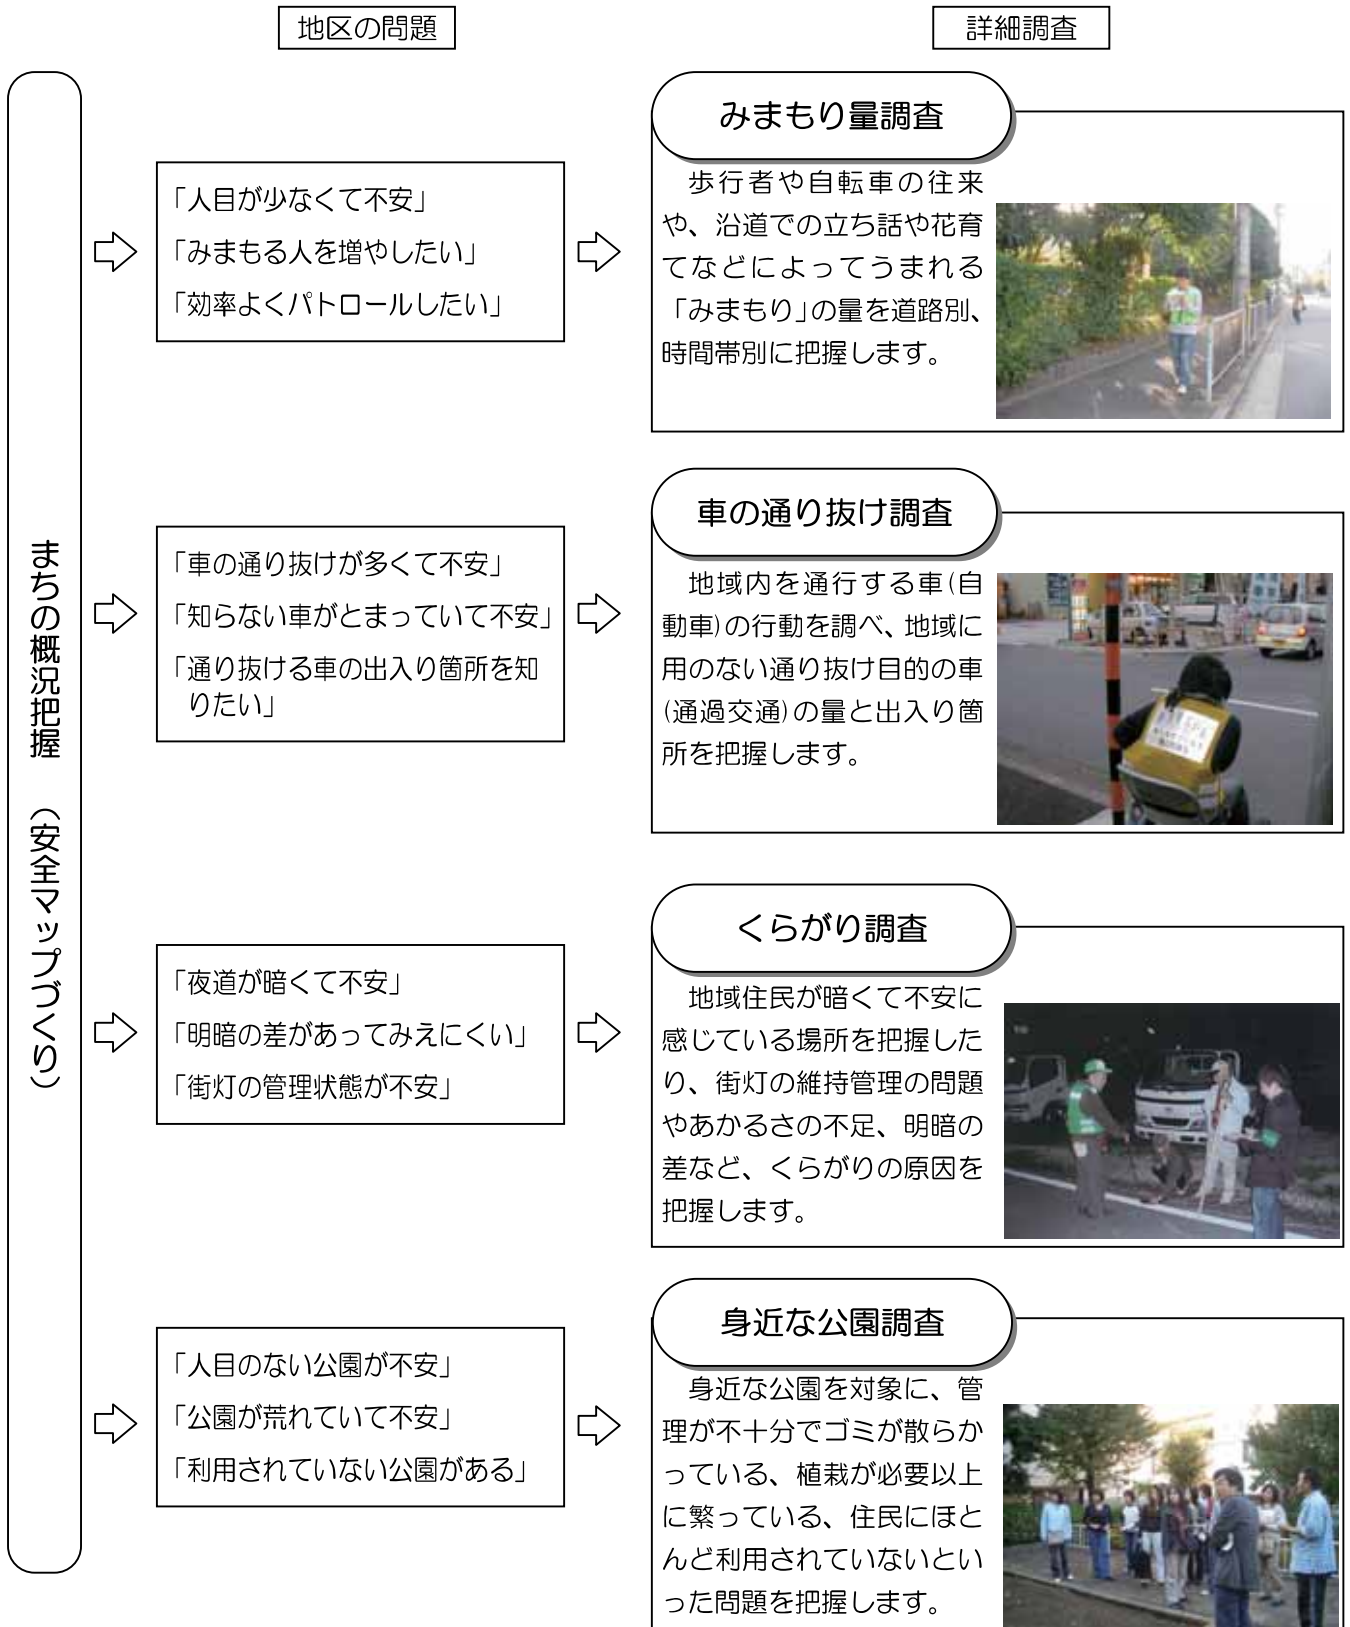 地区の問題
詳細調査
まちの概況把握　(安全マップづくり)
「人目が少なくて不安」
「みまもる人を増やしたい」
「効率よくパトロールしたい」
みまもり量調査
歩行者や自転車の往来
や、沿道での立ち話や花育
てなどによってうまれる
「みまもり」の量を道路別、
時間帯別に把握します。
「車の通り抜けが多くて不安」
「知らない車がとまっていて不安」
「通り抜ける車の出入り箇所を知
りたい」
車の通り抜け調査
地域内を通行する車(自
動車)の行動を調べ、地域に
用のない通り抜け目的の車
(通過交通)の量と出入り箇
所を把握します。
「夜道が暗くて不安」
「明暗の差があってみえにくい」
「街灯の管理状態が不安」
くらがり調査
地域住民が暗くて不安に
感じている場所を把握した
り、街灯の維持管理の問題
やあかるさの不足、明暗の
差など、くらがりの原因を
把握します。
「人目のない公園が不安」
「公園が荒れていて不安」
「利用されていない公園がある」
身近な公園調査
身近な公園を対象に、管
理が不十分でゴミが散らか
っている、植栽が必要以上
に繁っている、住民にほと
んど利用されていないとい
った問題を把握します。